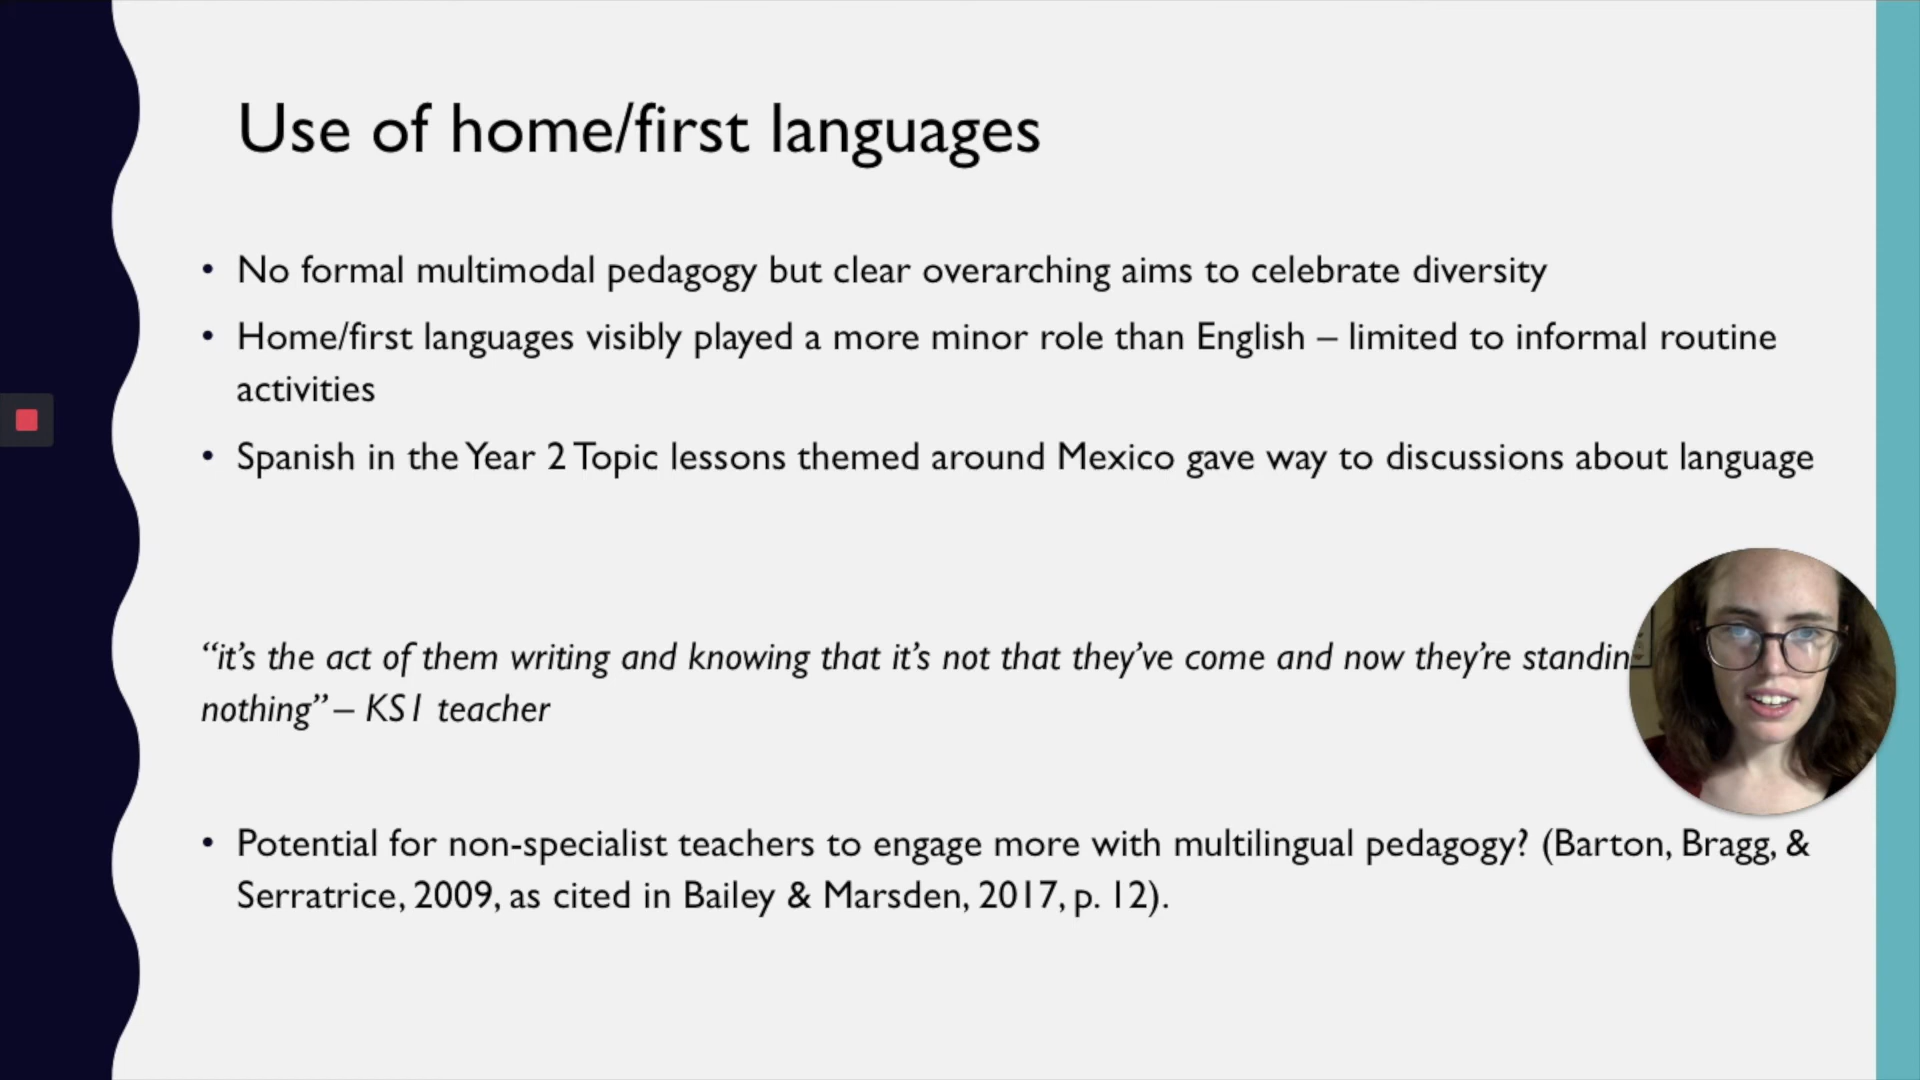 Use of home/first languages
• No formal multimodal pedagogy but clear overarching aims to celebrate diversity
• Home/first languages visibly played a more minor role than English – limited to informal routine
activities
• Spanish in the Year 2 Topic lessons themed around Mexico gave way to discussions about language
“it’s the act of them writing and knowing that it’s not that they’ve come and now they’re
nothing” – KS1 teacher
• Potential for non-specialist teachers to engage more with multilingual pedagogy? (Barton, Bragg, &
Serratrice, 2009, as cited in Bailey & Marsden, 2017, p. 12).